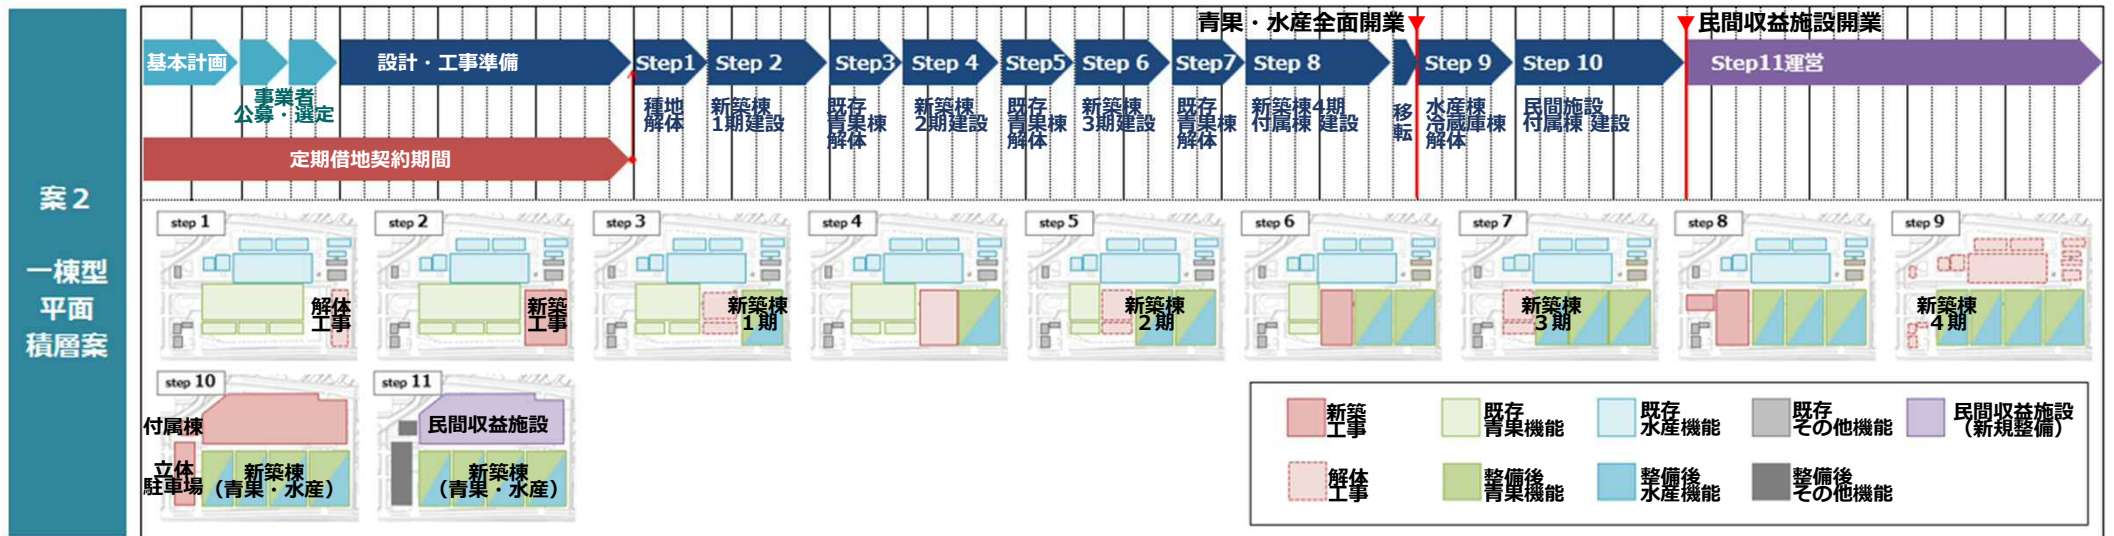 案２
一棟型
平面
積層案
青果・水産全面開業
民間収益施設開業
基本計画
設計・工事準備
Step1
Step 2
Step3
Step 4
Step5
Step 6
Step7
Step 8
Step 9
Step 10
Step11運営
事業者
公募・選定
種地
解体
新築棟
1期建設
既存
青果棟
解体
新築棟
2期建設
既存
青果棟
解体
新築棟
3期建設
既存
青果棟
解体
新築棟4期
付属棟 建設
移
転
水産棟
冷蔵庫棟
解体
民間施設
付属棟 建設
定期借地契約期間
step 1
解体
工事
step 2
新築
工事
step 3
新築棟
１期
step 4
step 5
新築棟
２期
step 6
step 7
新築棟
３期
step 8
step 9
新築棟
４期
step 10
付属棟
立体
駐車場
新築棟
（青果・水産）
step 11
民間収益施設
新築棟
（青果・水産）
新築
工事
既存
青果機能
既存
水産機能
既存
その他機能
民間収益施設
（新規整備）
解体
工事
整備後
青果機能
整備後
水産機能
整備後
その他機能